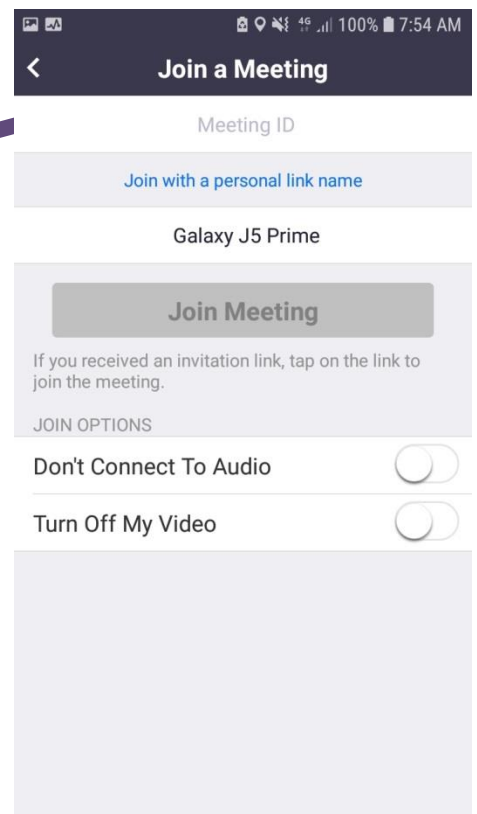 4G 100% 7:54 AM
Join a Meeting
Meeting ID
Join with a personal link name
Galaxy J5 Prime
Join Meeting
If you received an invitation link, tap on the link to
join the meeting.
JOIN OPTIONS
Don't Connect To Audio
Turn Off My Video